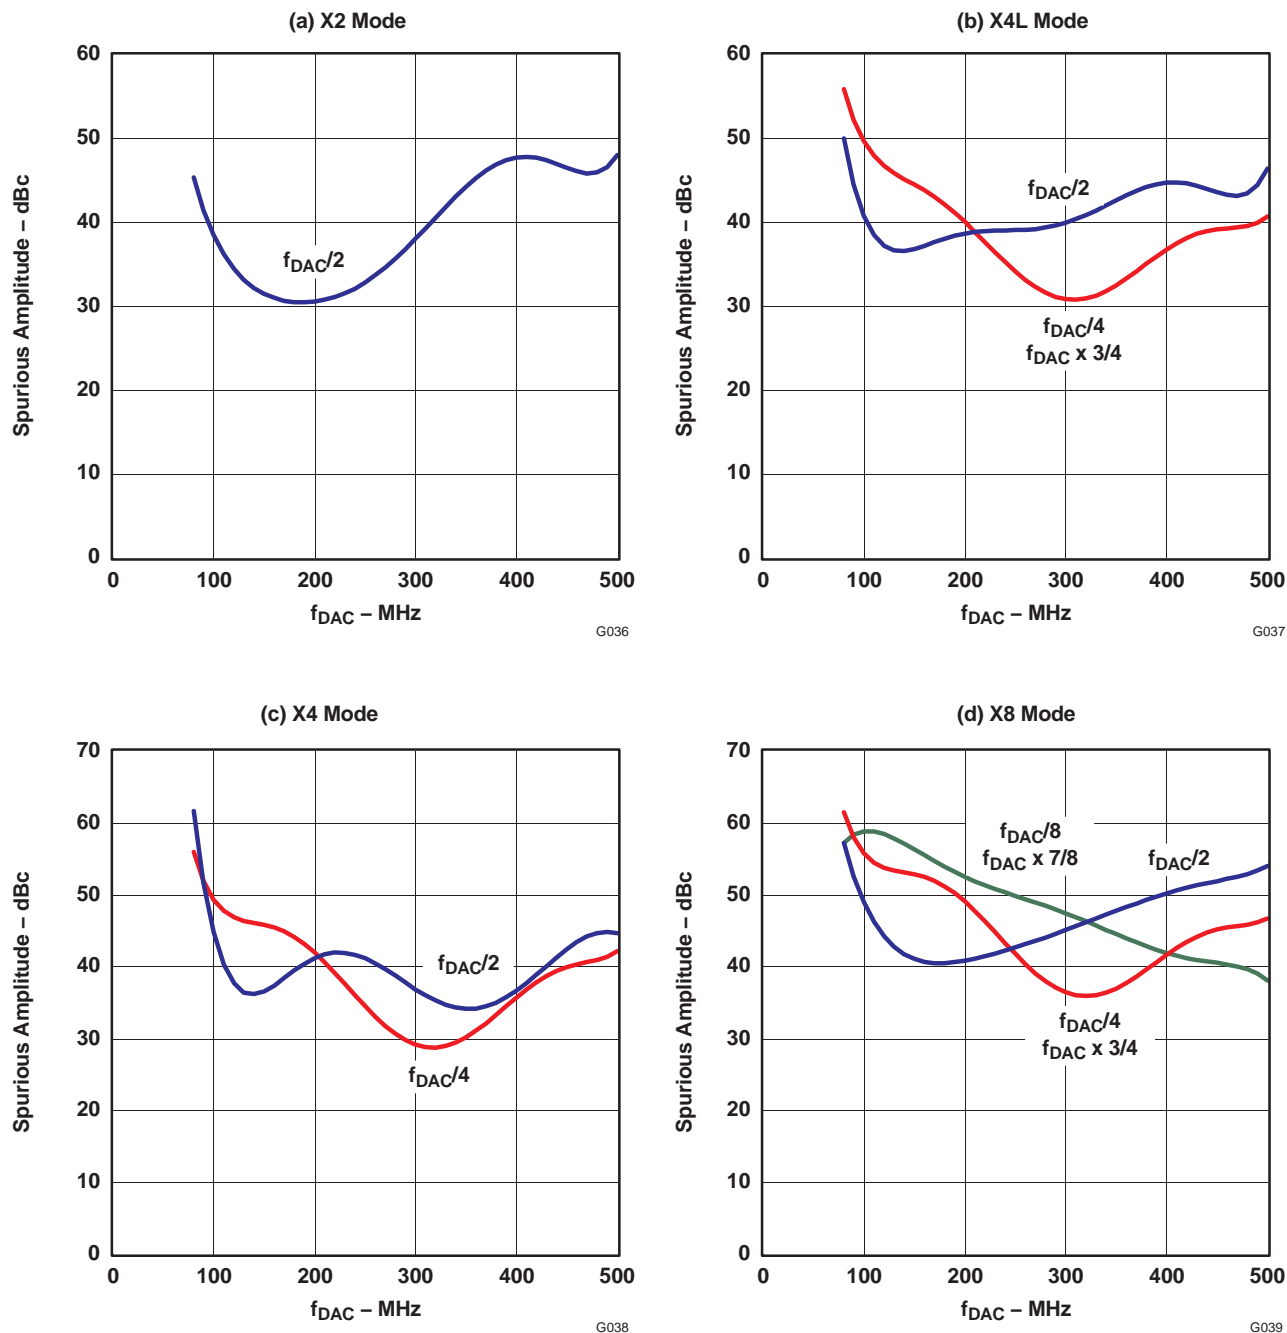 (a) X2 Mode
60
50
40
30
20
10
0
0 100 200 300 400 500
Spurious Amplitude – dBc
fDAC – MHz
fDAC/2
G036
(b) X4L Mode
60
50
40
30
20
10
0
0 100 200 300 400 500
Spurious Amplitude – dBc
fDAC – MHz
fDAC/2
fDAC/4
fDAC x 3/4
G037
(c) X4 Mode
70
60
50
40
30
20
10
0
0 100 200 300 400 500
Spurious Amplitude – dBc
fDAC – MHz
fDAC/2
fDAC/4
G038
(d) X8 Mode
70
60
50
40
30
20
10
0
0 100 200 300 400 500
Spurious Amplitude – dBc
fDAC – MHz
fDAC/8
fDAC x 7/8
fDAC/2
fDAC/4
fDAC x 3/4
G039